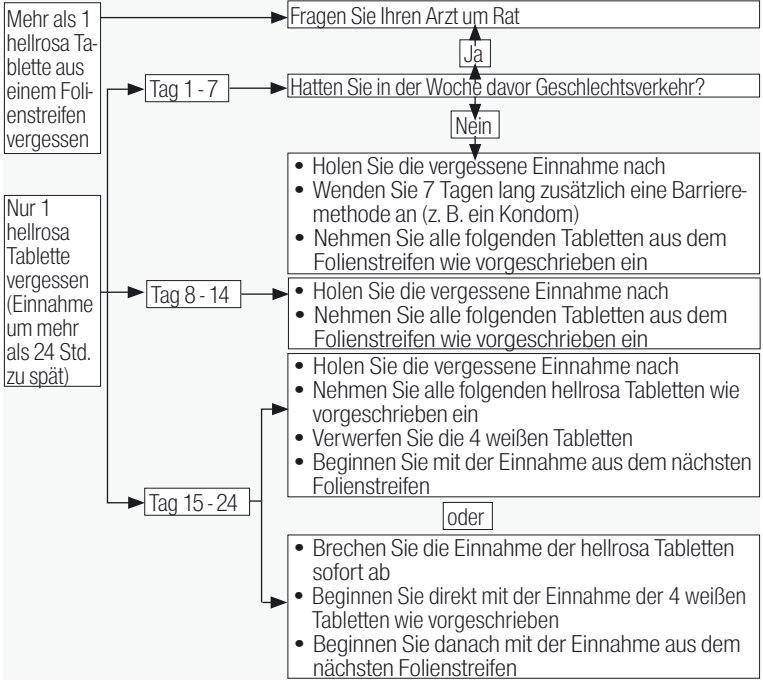 Mehr als 1
hellrosa Ta-
blette aus
einem Foli-
enstreifen
vergessen
Fragen Sie Ihren Arzt um Rat
Ja
Tag 1 - 7
Hatten Sie in der Woche davor Geschlechtsverkehr?
Nein
• Holen Sie die vergessene Einnahme nach
• Wenden Sie 7 Tagen lang zusätzlich eine Barriere-
methode an (z. B. ein Kondom)
• Nehmen Sie alle folgenden Tabletten aus dem
Folienstreifen wie vorgeschrieben ein
Nur 1
hellrosa
Tablette
vergessen
(Einnahme
um mehr
als 24 Std.
zu spät)
Tag 8 - 14
• Holen Sie die vergessene Einnahme nach
• Nehmen Sie alle folgenden Tabletten aus dem
Folienstreifen wie vorgeschrieben ein
Tag 15 - 24
• Holen Sie die vergessene Einnahme nach
• Nehmen Sie alle folgenden hellrosa Tabletten wie
vorgeschrieben ein
• Verwerfen Sie die 4 weißen Tabletten
• Beginnen Sie mit der Einnahme aus dem nächsten
Folienstreifen
oder
• Brechen Sie die Einnahme der hellrosa Tabletten
sofort ab
• Beginnen Sie direkt mit der Einnahme der 4 weißen
Tabletten wie vorgeschrieben
• Beginnen Sie danach mit der Einnahme aus dem
nächsten Folienstreifen